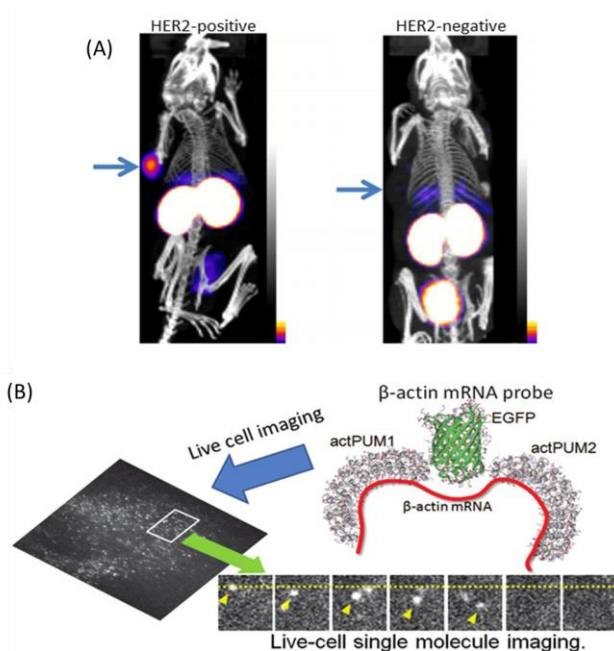 HER2-positive
HER2-negative
(A)
(B)
β-actin mRNA probe
EGFP
actPUM1
actPUM2
Live cell imaging
β-actin mRNA
Live-cell single molecule imaging.